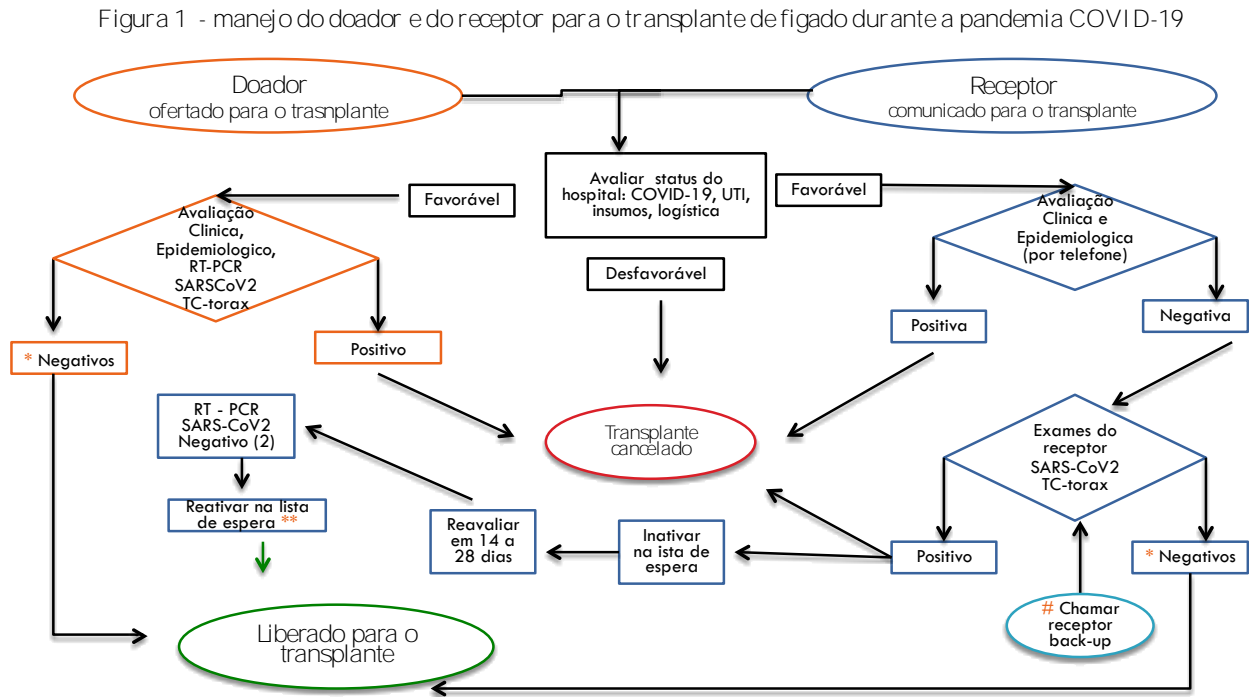 Figura 1 - manejo do doador e do receptor para o transplante de figado durante a pandemia COVID-19
Doador
ofertado para o trasnplante
Receptor
comunicado para o transplante
Avaliar status do
hospital: COVID-19, UTI,
insumos, logística
Favorável
Favorável
Avaliação
Clinica,
Epidemiologico,
RT-PCR
SARSCoV2
TC-torax
Avaliação
Clinica e
Epidemiologica
(por telefone)
Desfavorável
Positiva
Negativa
* Negativos
Positivo
RT - PCR
SARS-CoV2
Negativo (2)
Transplante
cancelado
Exames do
receptor
SARS-CoV2
TC-torax
Reativar na lista
de espera **
Reavaliar
em 14 a
28 dias
Inativar
na ista de
espera
Positivo
* Negativos
# Chamar
receptor
back-up
Liberado para o
transplante